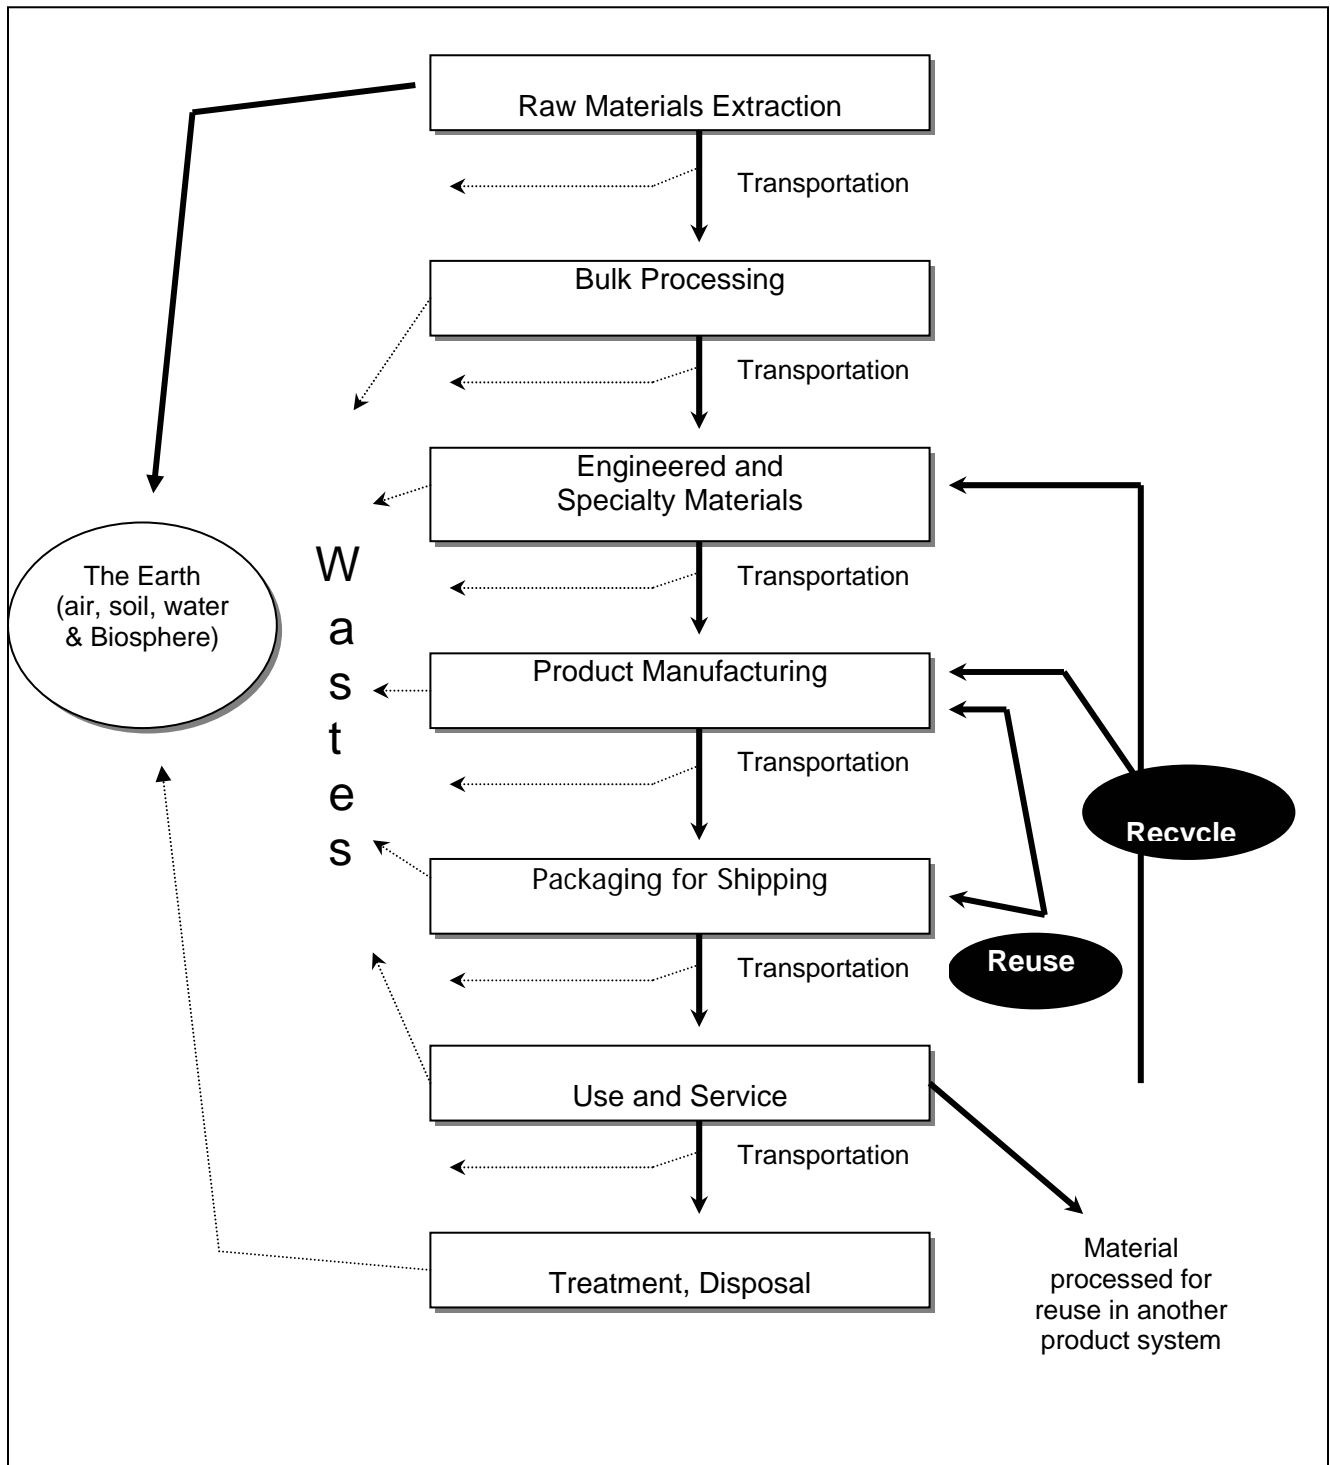 Raw Materials Extraction
Transportation
Bulk Processing
Transportation
Engineered and
Specialty Materials
Transportation
The Earth
(air, soil, water
& Biosphere)
W
a
s
t
e
s
Product Manufacturing
Transportation
Recycle
Packaging for Shipping
Transportation
Reuse
Use and Service
Transportation
Treatment, Disposal
Material
processed for
reuse in another
product system